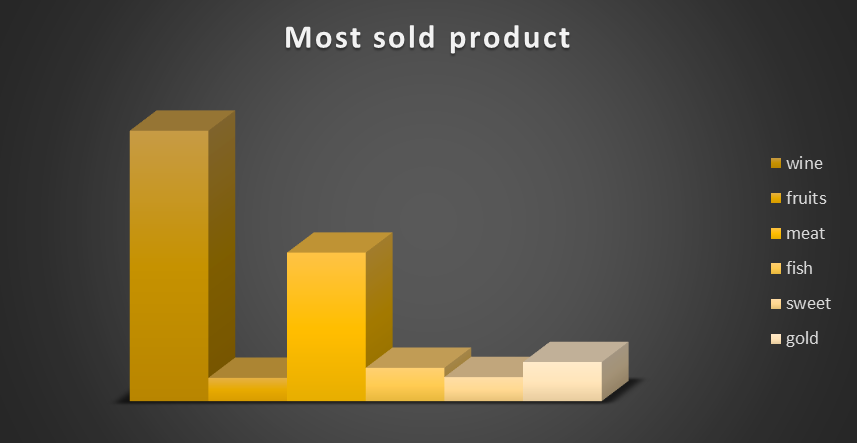 Most sold product
wine
fruits
meat
fish
sweet
gold